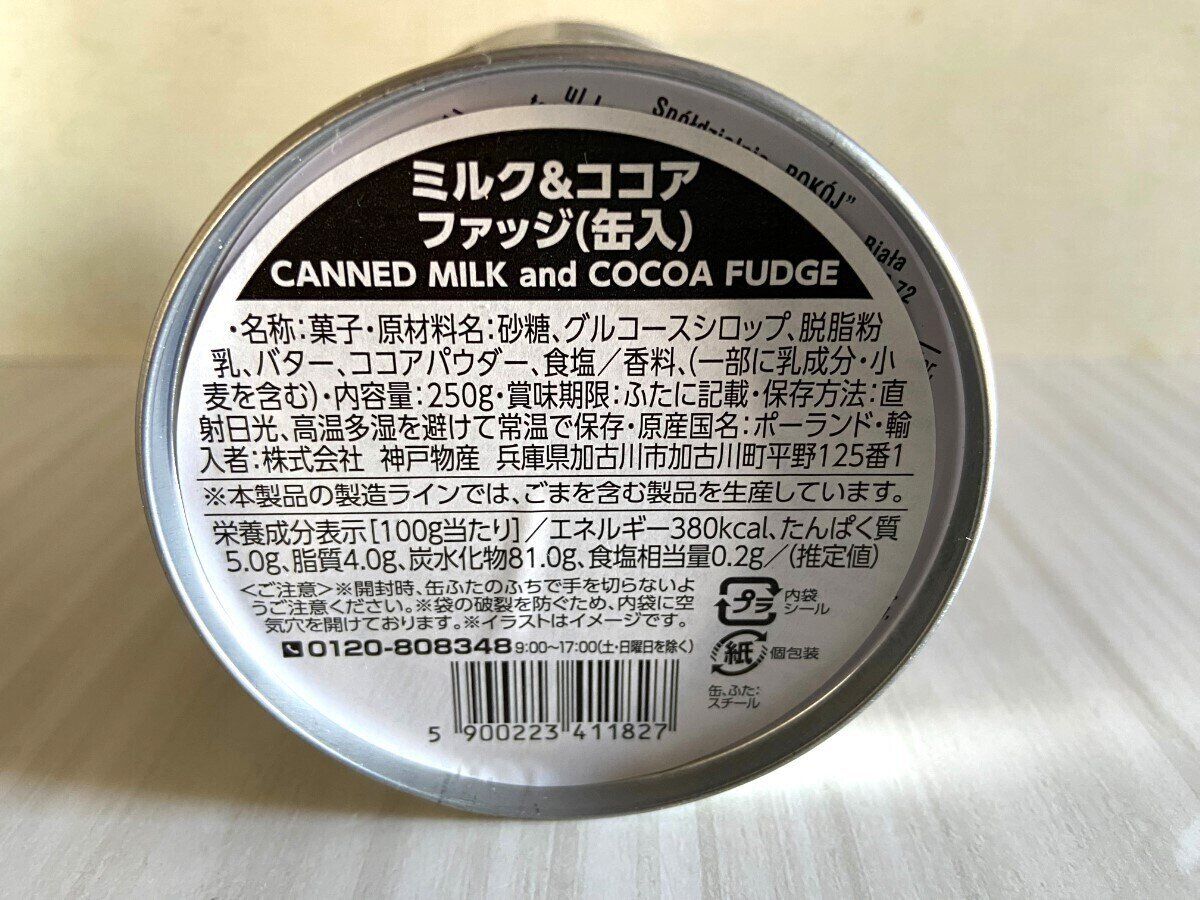 Spółdzielnia „POKÓJ”
Biała
72
ミルク&ココア
ファッジ(缶入)
CANNED MILK and COCOA FUDGE
・名称:菓子・原材料名:砂糖、グルコースシロップ、脱脂粉
乳、バター、ココアパウダー、食塩/香料、(一部に乳成分・小
麦を含む)・内容量:250g・賞味期限:ふたに記載・保存方法:直
射日光、高温多湿を避けて常温で保存・原産国名:ポーランド・輸
入者:株式会社 神戸物産 兵庫県加古川市加古川町平野125番1
※本製品の製造ラインでは、ごまを含む製品を生産しています。
栄養成分表示[100g当たり]/エネルギー380kcal、たんぱく質
5.0g、脂質4.0g、炭水化物81.0g、食塩相当量0.2g/(推定値)
<ご注意>※開封時、缶ふたのふちで手を切らないよ
うご注意ください。※袋の破裂を防ぐため、内袋に空
気穴を開けております。※イラストはイメージです。
0120-808348 9:00~17:00(土・日曜日を除く)
プラ 内袋
シール
紙 個包装
缶、ふた:
スチール
5 900223 411827